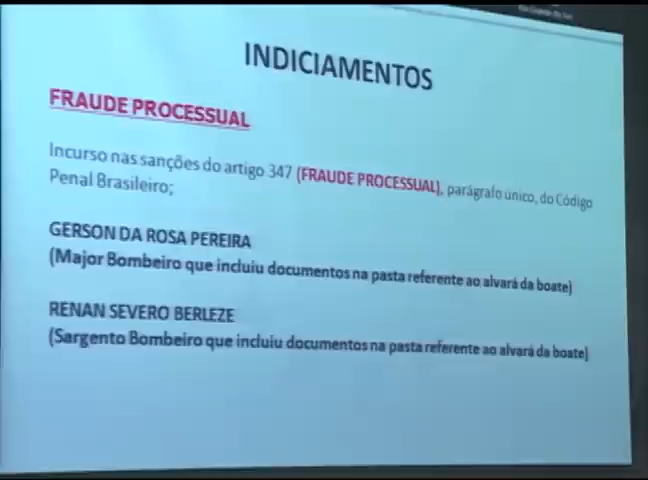 INDICIAMENTOS
FRAUDE PROCESSUAL
Incurso nas sanções do artigo 347 (FRAUDE PROCESSUAL), parágrafo único, do Código
Penal Brasileiro;
GERSON DA ROSA PEREIRA
(Major Bombeiro que incluiu documentos na pasta referente ao alvará da boate)
RENAN SEVERO BERLEZE
(Sargento Bombeiro que incluiu documentos na pasta referente ao alvará da boate)